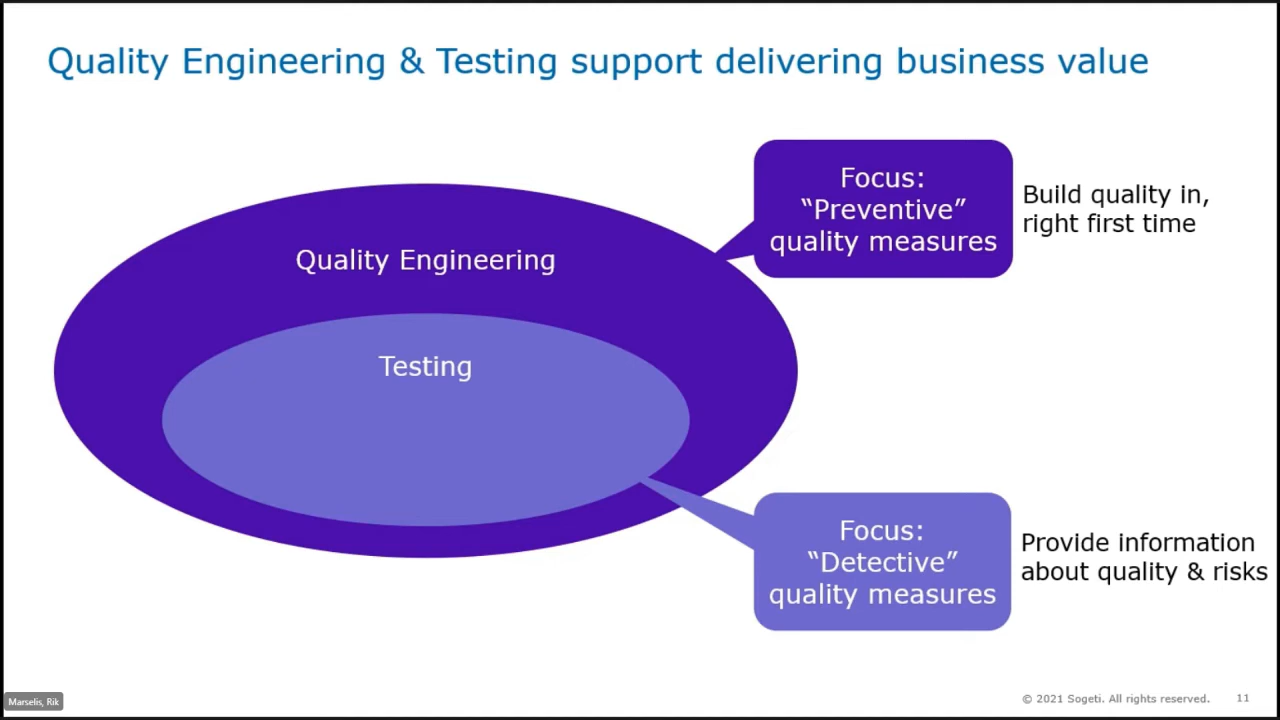 Quality Engineering & Testing support delivering business value
Focus:
“Preventive”
quality measures
Build quality in,
right first time
Quality Engineering
Testing
Focus:
“Detective”
quality measures
Provide information
about quality & risks
Marselis, Rik
© 2021 Sogeti. All rights reserved.
11